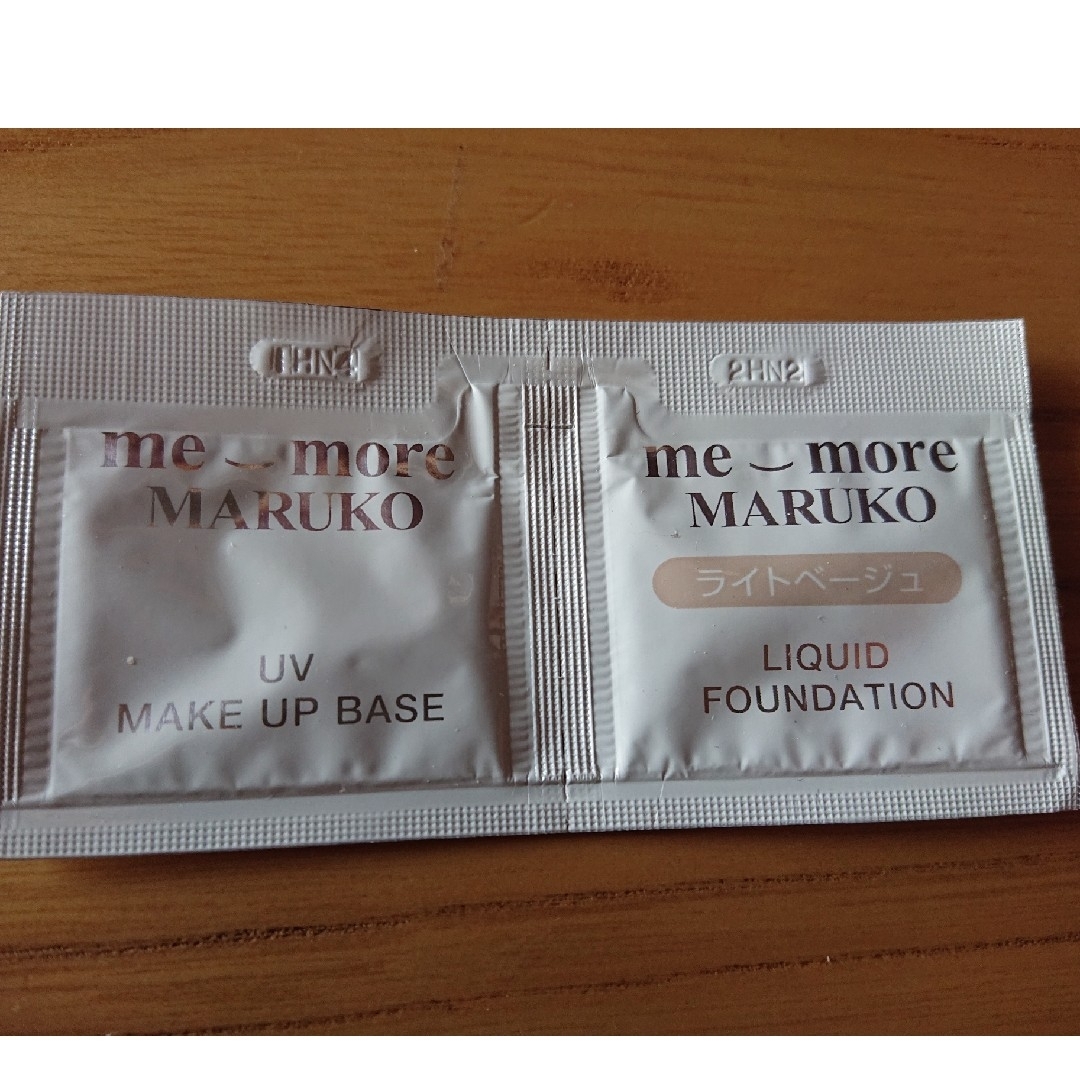 1HN4
me ‿ more
MARUKO
UV
MAKE UP BASE
2HN2
me ‿ more
MARUKO
ライトベージュ
LIQUID
FOUNDATION